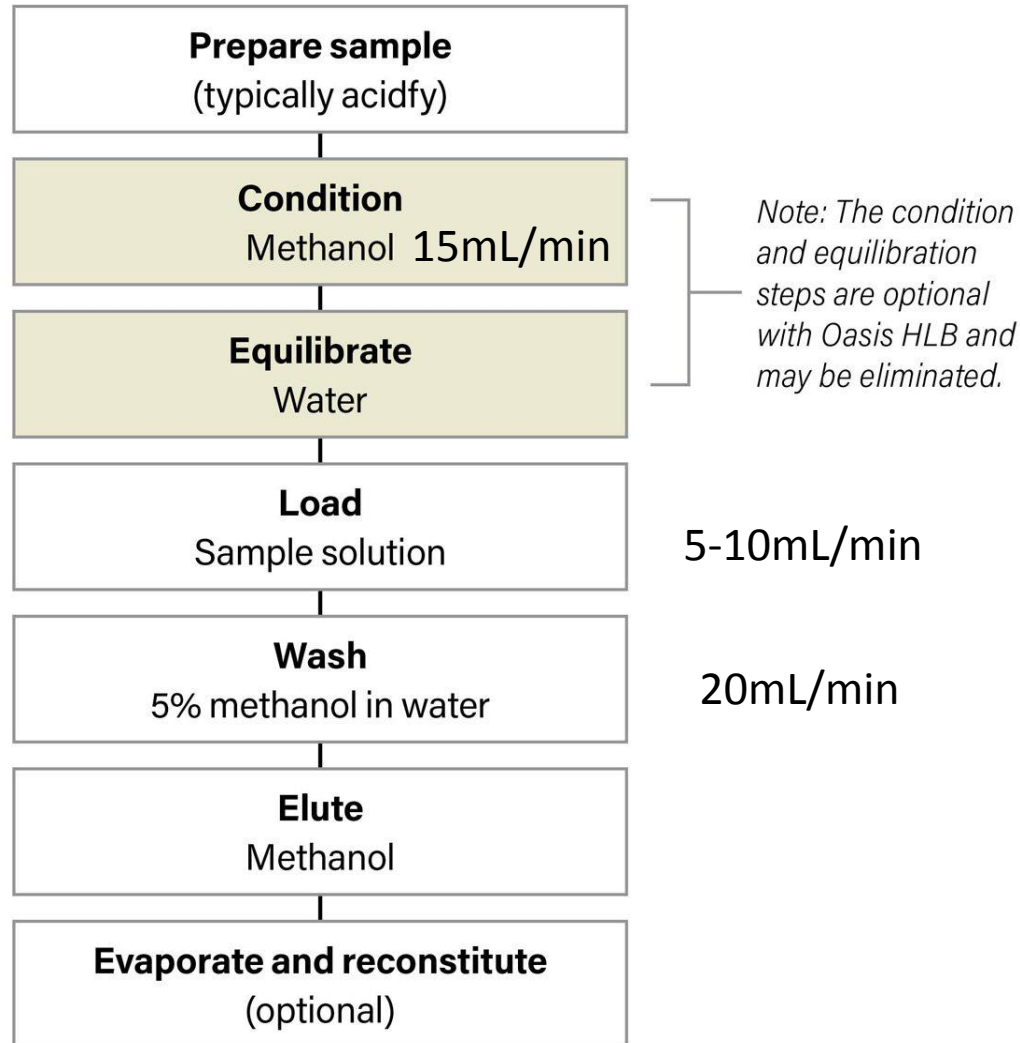 Prepare sample
(typically acidfy)
Condition
Methanol 15mL/min
Equilibrate
Water
Note: The condition
and equilibration
steps are optional
with Oasis HLB and
may be eliminated.
Load
Sample solution
5-10mL/min
Wash
5% methanol in water
20mL/min
Elute
Methanol
Evaporate and reconstitute
(optional)